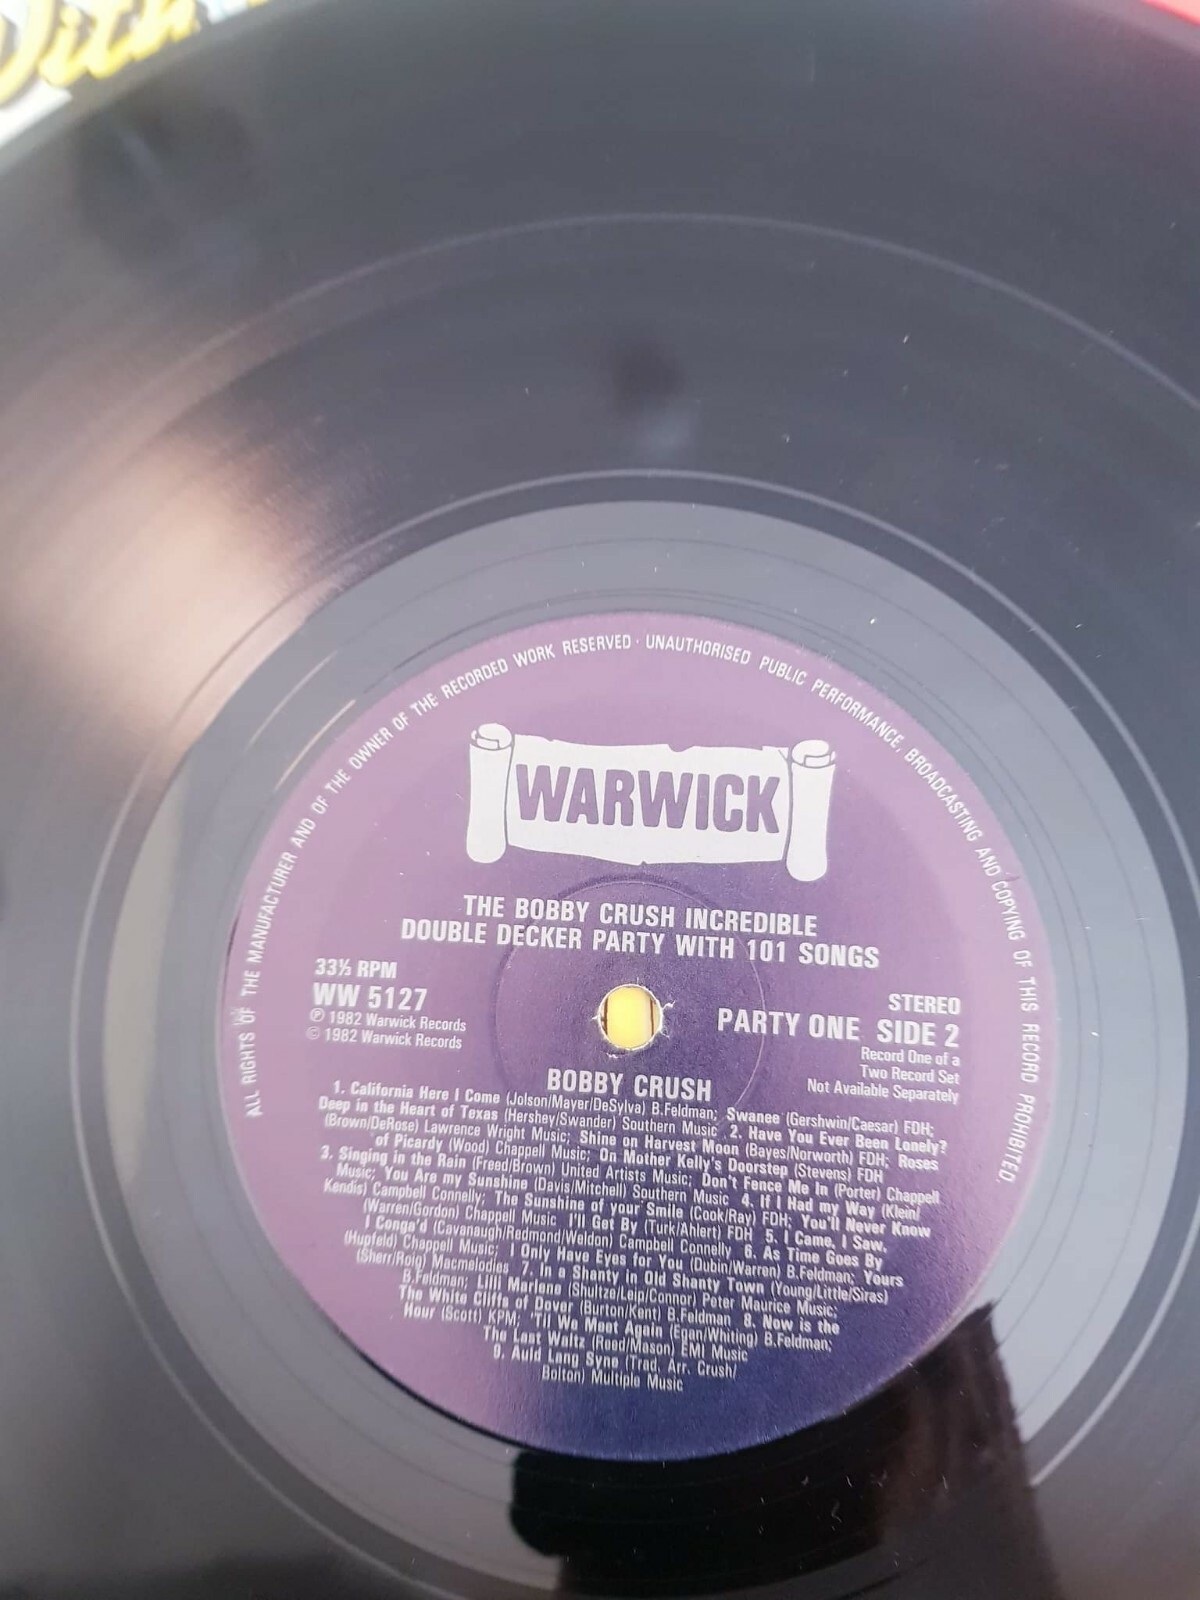 With
ALL RIGHTS OF THE MANUFACTURER AND OF THE OWNER OF THE RECORDED WORK RESERVED · UNAUTHORISED PUBLIC PERFORMANCE, BROADCASTING AND COPYING OF THIS RECORD PROHIBITED.
WARWICK
THE BOBBY CRUSH INCREDIBLE
DOUBLE DECKER PARTY WITH 101 SONGS
33⅓ RPM
WW 5127
℗ 1982 Warwick Records
© 1982 Warwick Records
STEREO
PARTY ONE SIDE 2
Record One of a
Two Record Set
Not Available Separately
BOBBY CRUSH
1. California Here I Come (Jolson/Mayer/DeSylva) B.Feldman; Swanee (Gershwin/Caesar) FDH;
Deep in the Heart of Texas (Hershey/Swander) Southern Music 2. Have You Ever Been Lonely?
(Brown/DeRose) Lawrence Wright Music; Shine on Harvest Moon (Bayes/Norworth) FDH; Roses
of Picardy (Wood) Chappell Music; On Mother Kelly's Doorstep (Stevens) FDH
3. Singing in the Rain (Freed/Brown) United Artists Music; Don't Fence Me In (Porter) Chappell
Music; You Are my Sunshine (Davis/Mitchell) Southern Music 4. If I Had my Way (Klein/
Kendis) Campbell Connelly; The Sunshine of your Smile (Cook/Ray) FDH; You'll Never Know
(Warren/Gordon) Chappell Music I'll Get By (Turk/Ahlert) FDH 5. I Came, I Saw,
I Conga'd (Cavanaugh/Redmond/Weldon) Campbell Connelly 6. As Time Goes By
(Hupfeld) Chappell Music; I Only Have Eyes for You (Dubin/Warren) B.Feldman; Yours
(Sherr/Roig) Macmelodies 7. In a Shanty in Old Shanty Town (Young/Little/Siras)
B.Feldman; Lilli Marlene (Shultze/Leip/Connor) Peter Maurice Music;
The White Cliffs of Dover (Burton/Kent) B.Feldman 8. Now is the
Hour (Scott) KPM; 'Til We Meet Again (Egan/Whiting) B.Feldman;
The Last Waltz (Reed/Mason) EMI Music
9. Auld Lang Syne (Trad. Arr. Crush/
Bolton) Multiple Music